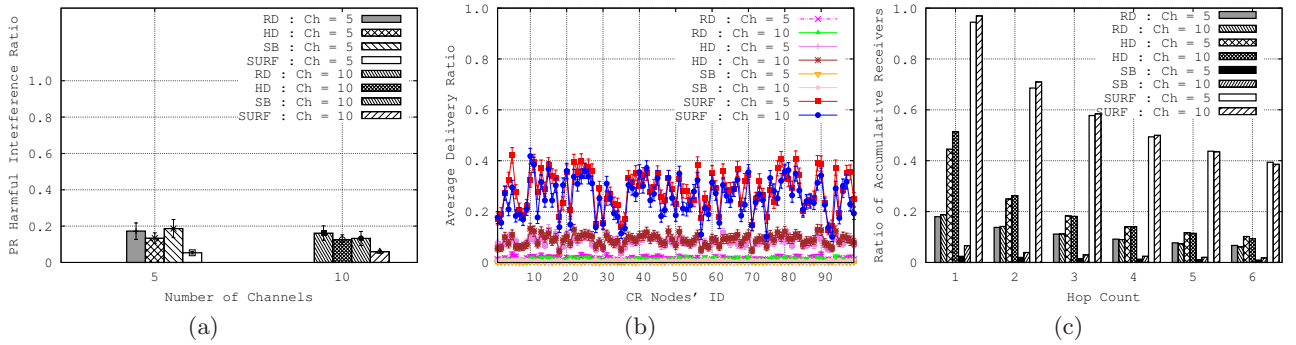 PR Harmful Interference Ratio
1.0
0.8
0.6
0.4
0.2
0
RD : Ch = 5
HD : Ch = 5
SB : Ch = 5
SURF : Ch = 5
RD : Ch = 10
HD : Ch = 10
SB : Ch = 10
SURF : Ch = 10
5
10
Number of Channels
(a)
Average Delivery Ratio
1.0
0.8
0.6
0.4
0.2
0
RD : Ch = 5
RD : Ch = 10
HD : Ch = 5
HD : Ch = 10
SB : Ch = 5
SB : Ch = 10
SURF : Ch = 5
SURF : Ch = 10
10 20 30 40 50 60 70 80 90
CR Nodes' ID
(b)
Ratio of Accumulative Receivers
1.0
0.8
0.6
0.4
0.2
0
RD : Ch = 5
RD : Ch = 10
HD : Ch = 5
HD : Ch = 10
SB : Ch = 5
SB : Ch = 10
SURF : Ch = 5
SURF : Ch = 10
1 2 3 4 5 6
Hop Count
(c)